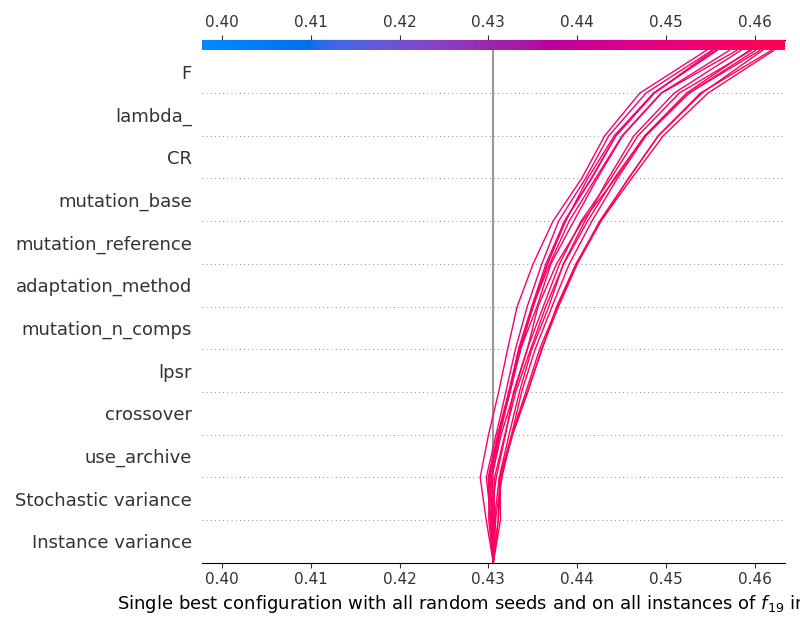 0.40 0.41 0.42 0.43 0.44 0.45 0.46
F
lambda_
CR
mutation_base
mutation_reference
adaptation_method
mutation_n_comps
lpsr
crossover
use_archive
Stochastic variance
Instance variance
0.40 0.41 0.42 0.43 0.44 0.45 0.46
Single best configuration with all random seeds and on all instances of f19